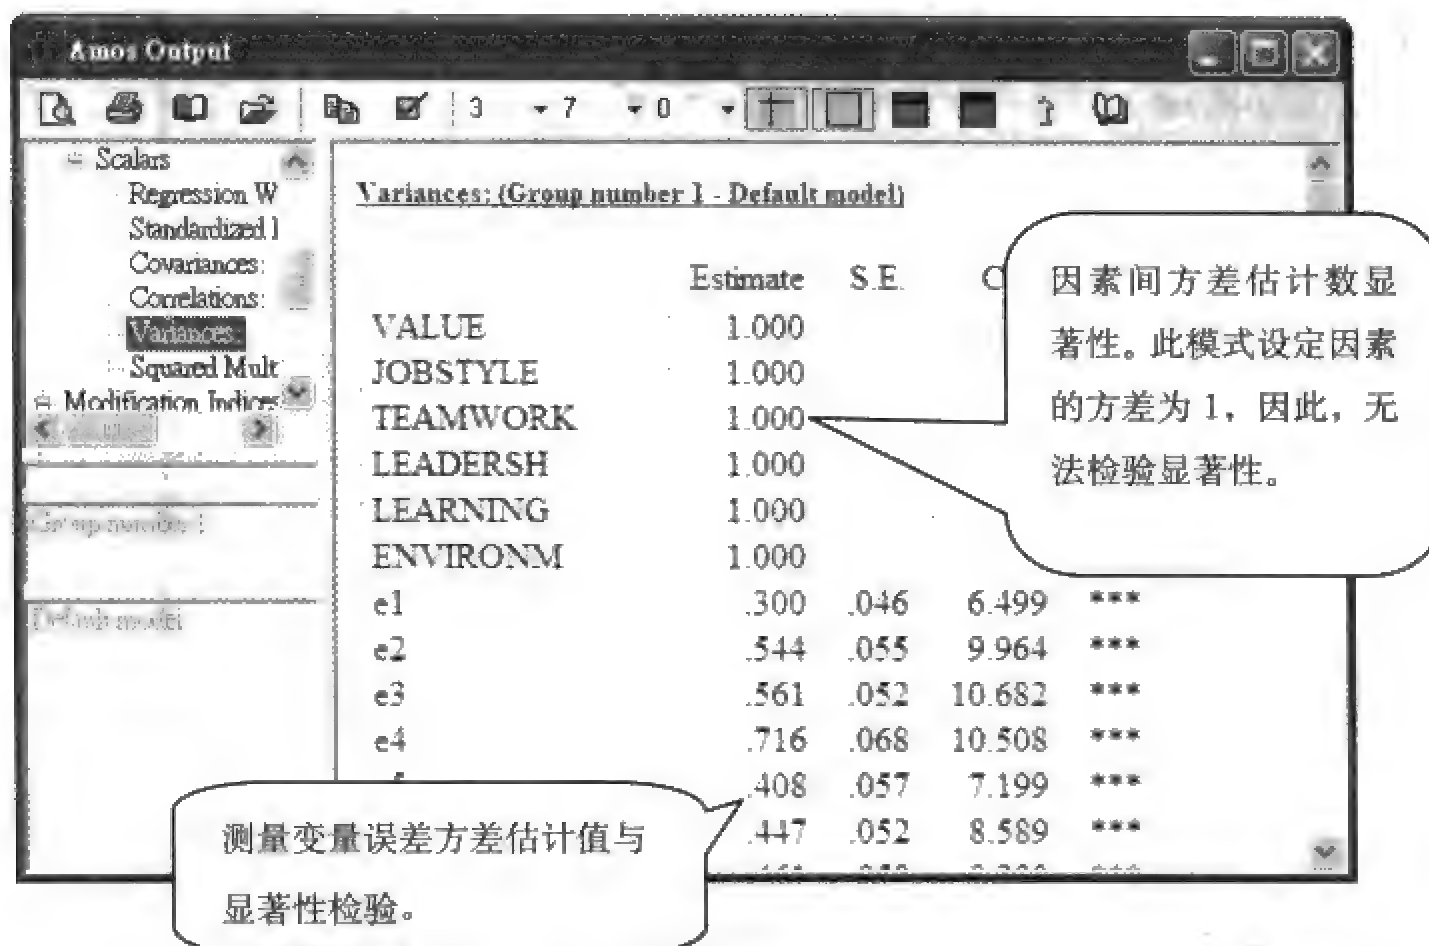 Amos Output
3 7 0
Scalars
Regression W
Standardized l
Covariances:
Correlations:
Variances:
Squared Mult
Modification Indices
Group number 1
Default model
Variances: (Group number 1 - Default model)
Estimate S.E. C
VALUE 1.000
JOBSTYLE 1.000
TEAMWORK 1.000
LEADERSH 1.000
LEARNING 1.000
ENVIRONM 1.000
e1 .300 .046 6.499 ***
e2 .544 .055 9.964 ***
e3 .561 .052 10.682 ***
e4 .716 .068 10.508 ***
.408 .057 7.199 ***
.447 .052 8.589 ***
因素间方差估计数显
著性。此模式设定因素
的方差为 1，因此，无
法检验显著性。
测量变量误差方差估计值与
显著性检验。